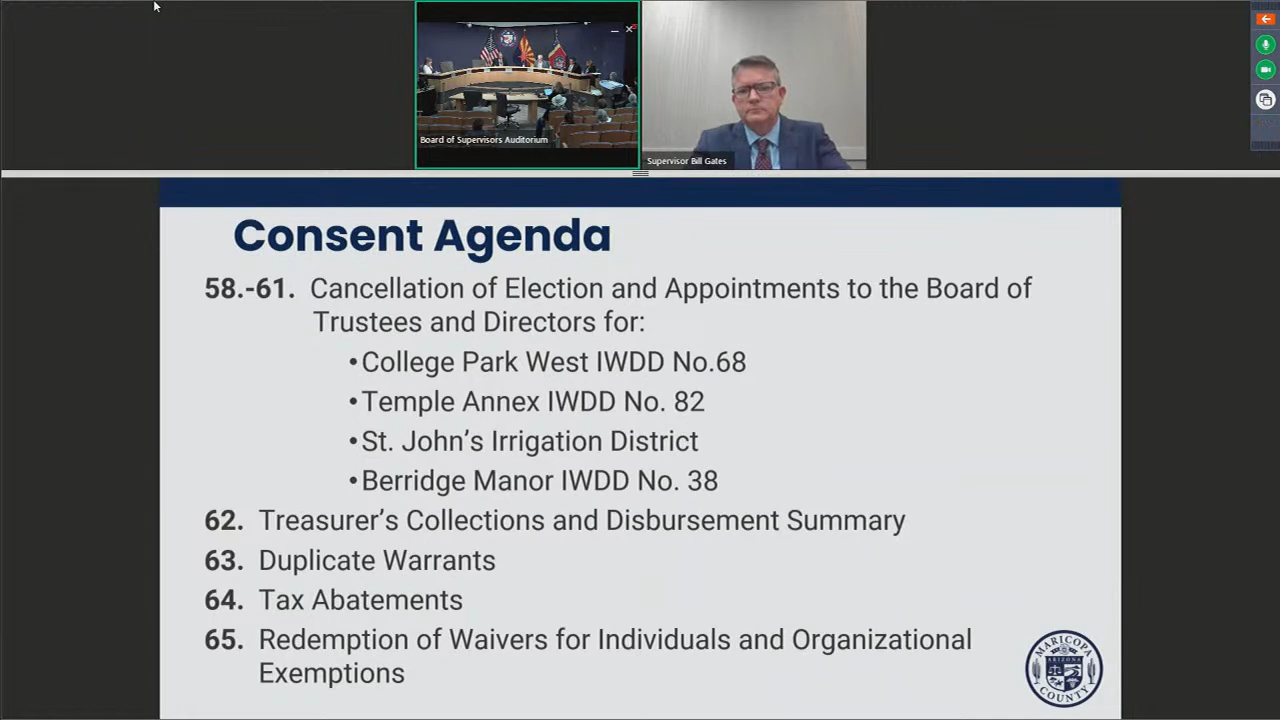 Board of Supervisors Auditorium
Supervisor Bill Gates
Consent Agenda
58.-61. Cancellation of Election and Appointments to the Board of
Trustees and Directors for:
•College Park West IWDD No.68
•Temple Annex IWDD No. 82
•St. John’s Irrigation District
•Berridge Manor IWDD No. 38
62. Treasurer’s Collections and Disbursement Summary
63. Duplicate Warrants
64. Tax Abatements
65. Redemption of Waivers for Individuals and Organizational
Exemptions
MARICOPA
ARIZONA
COUNTY